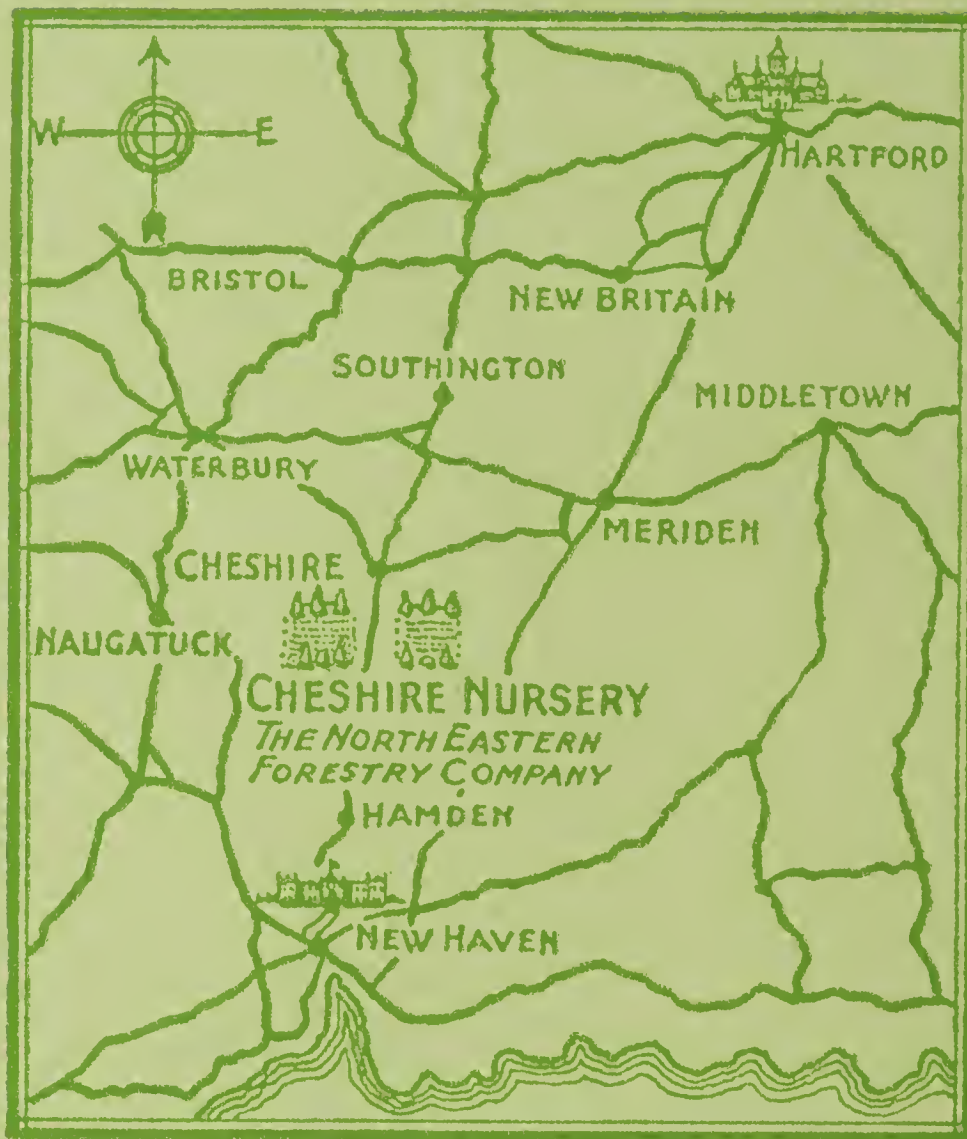 W E
HARTFORD
BRISTOL
NEW BRITAIN
SOUTHINGTON
MIDDLETOWN
WATERBURY
MERIDEN
CHESHIRE
NAUGATUCK
CHESHIRE NURSERY
THE NORTH EASTERN
FORESTRY COMPANY
HAMDEN
NEW HAVEN